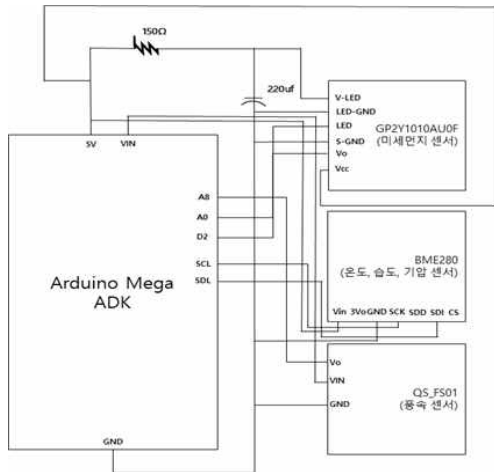 150Ω
220uf
V-LED
LED-GND
LED
S-GND
Vo
Vcc
GP2Y1010AU0F
(미세먼지 센서)
5V VIN
A8
A0
D2
SCL
SDL
Arduino Mega
ADK
GND
BME280
(온도, 습도, 기압 센서)
Vin 3Vo GND SCK SDD SDI CS
Vo
VIN
GND
QS_FS01
(풍속 센서)